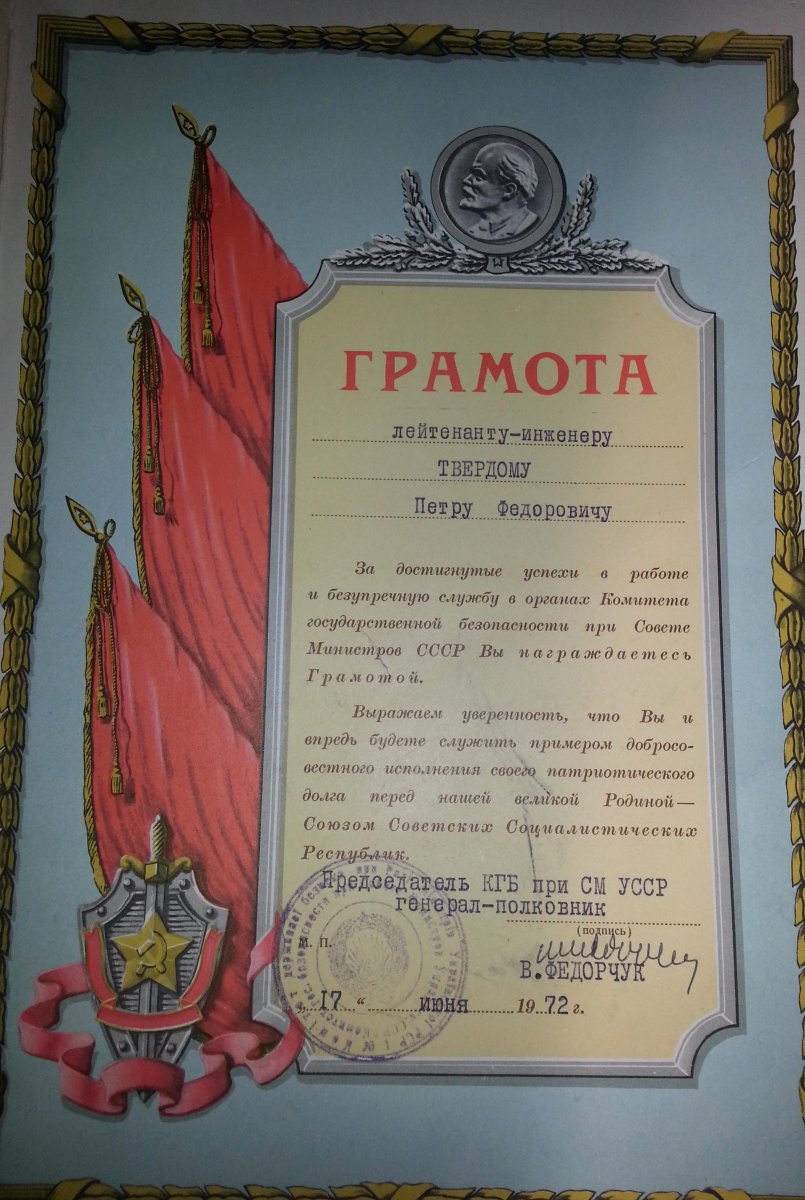 ГРАМОТА
лейтенанту-инженеру
ТВЕРДОМУ
Петру Федоровичу
За достигнутые успехи в работе
и безупречную службу в органах Комитета
государственной безопасности при Совете
Министров СССР Вы награждаетесь
Грамотой.
Выражаем уверенность, что Вы и
впредь будете служить примером добросо-
вестного исполнения своего патриотического
долга перед нашей великой Родиной—
Союзом Советских Социалистических
Республик.
Председатель КГБ при СМ УССР
генерал-полковник
(подпись)
М. П.
В.ФЕДОРЧУК
„ 17 “ июня 1972 г.